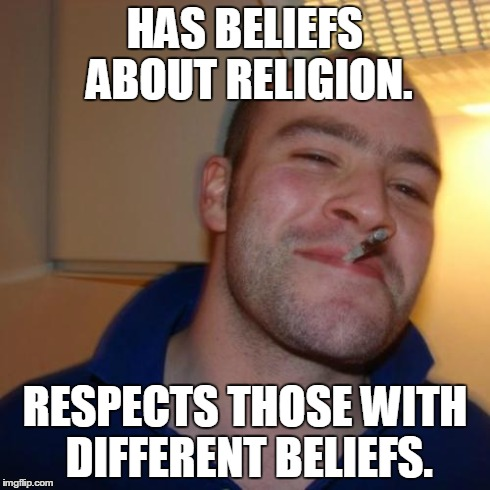 HAS BELIEFS
ABOUT RELIGION.
RESPECTS THOSE WITH
DIFFERENT BELIEFS.
imgflip.com